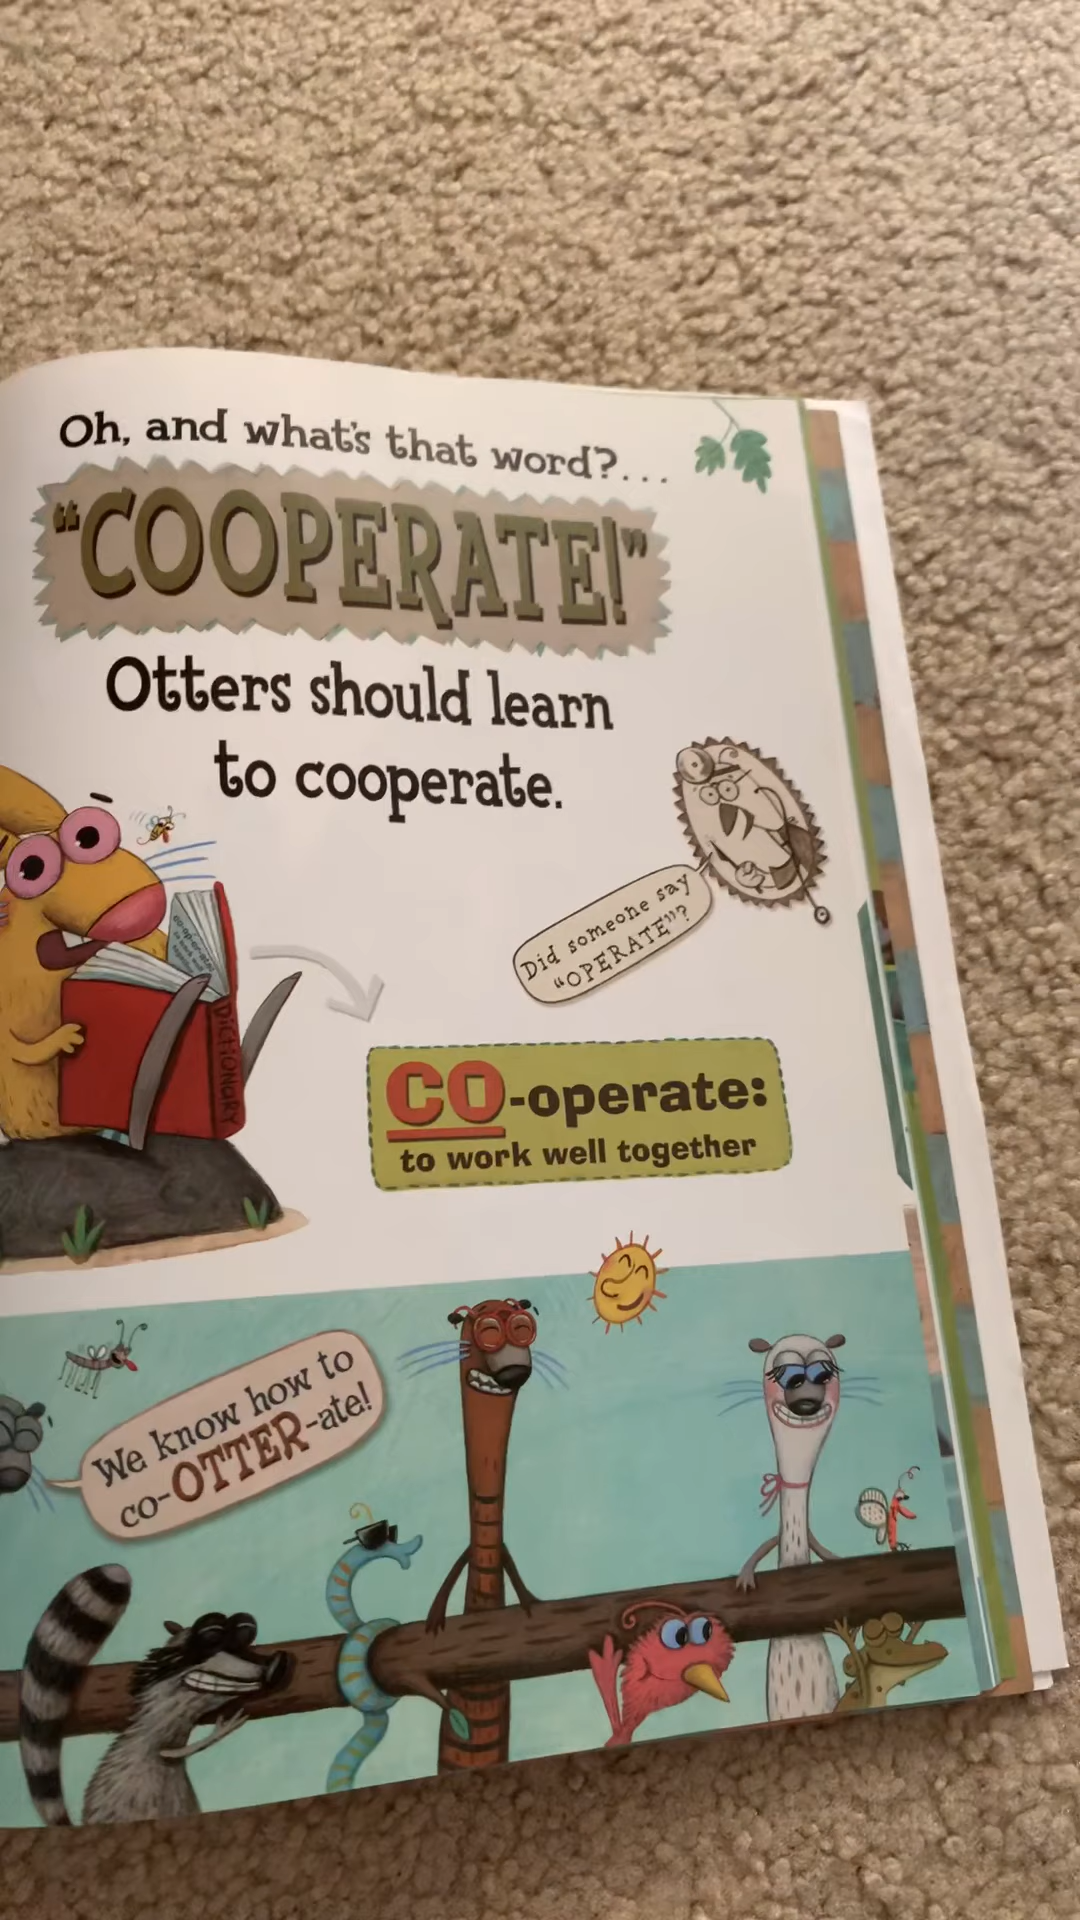 Oh, and what's that word?...
“COOPERATE!”
Otters should learn
to cooperate.
Did someone say
“OPERATE”?
DICTIONARY
CO-operate:
to work well together
We know how to
co-OTTER-ate!